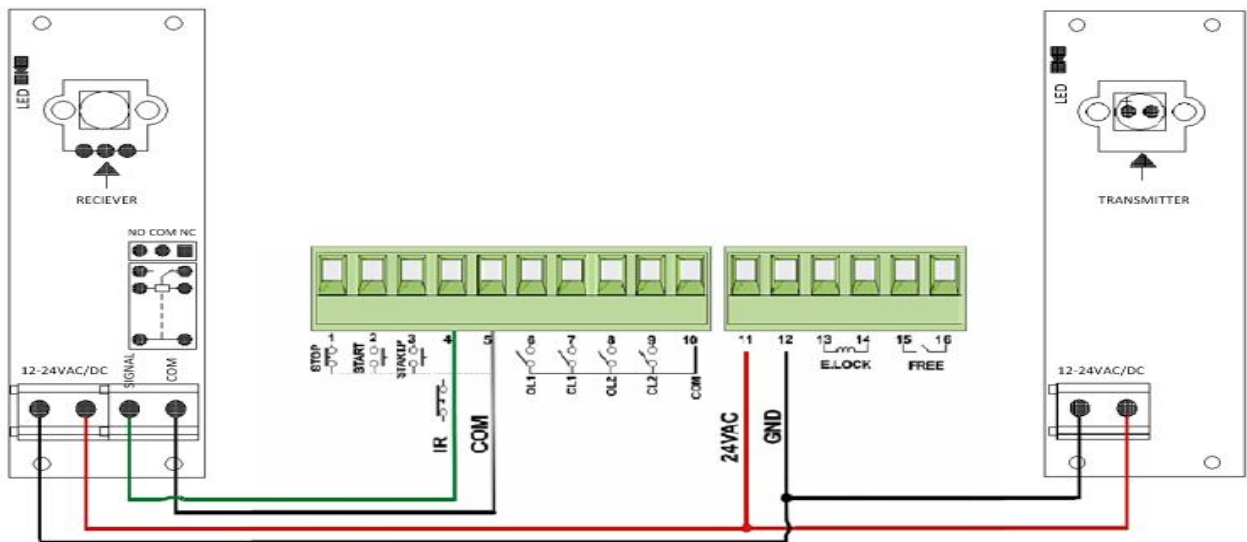 LED
RECIEVER
NO COM NC
12-24VAC/DC
SIGNAL
COM
1 2 3 4 5 6 7 8 9 10
STOP
START
IR
COM
OL1
CL1
OL2
CL2
COM
11 12 13 14 15 16
24VAC
GND
E.LOCK
FREE
LED
TRANSMITTER
12-24VAC/DC